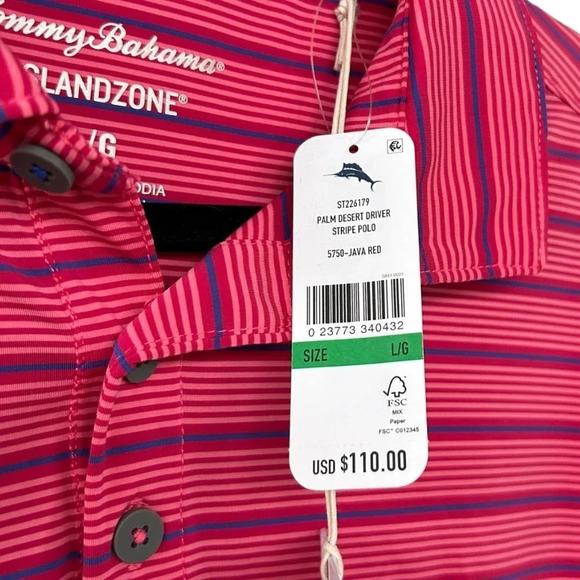 ommy Bahama®
SLANDZONE®
/G
ODIA
ST226179
PALM DESERT DRIVER
STRIPE POLO
5750-JAVA RED
0 23773 340432
SIZE L/G
FSC
MIX
Paper
FSC™ C012345
USD $110.00